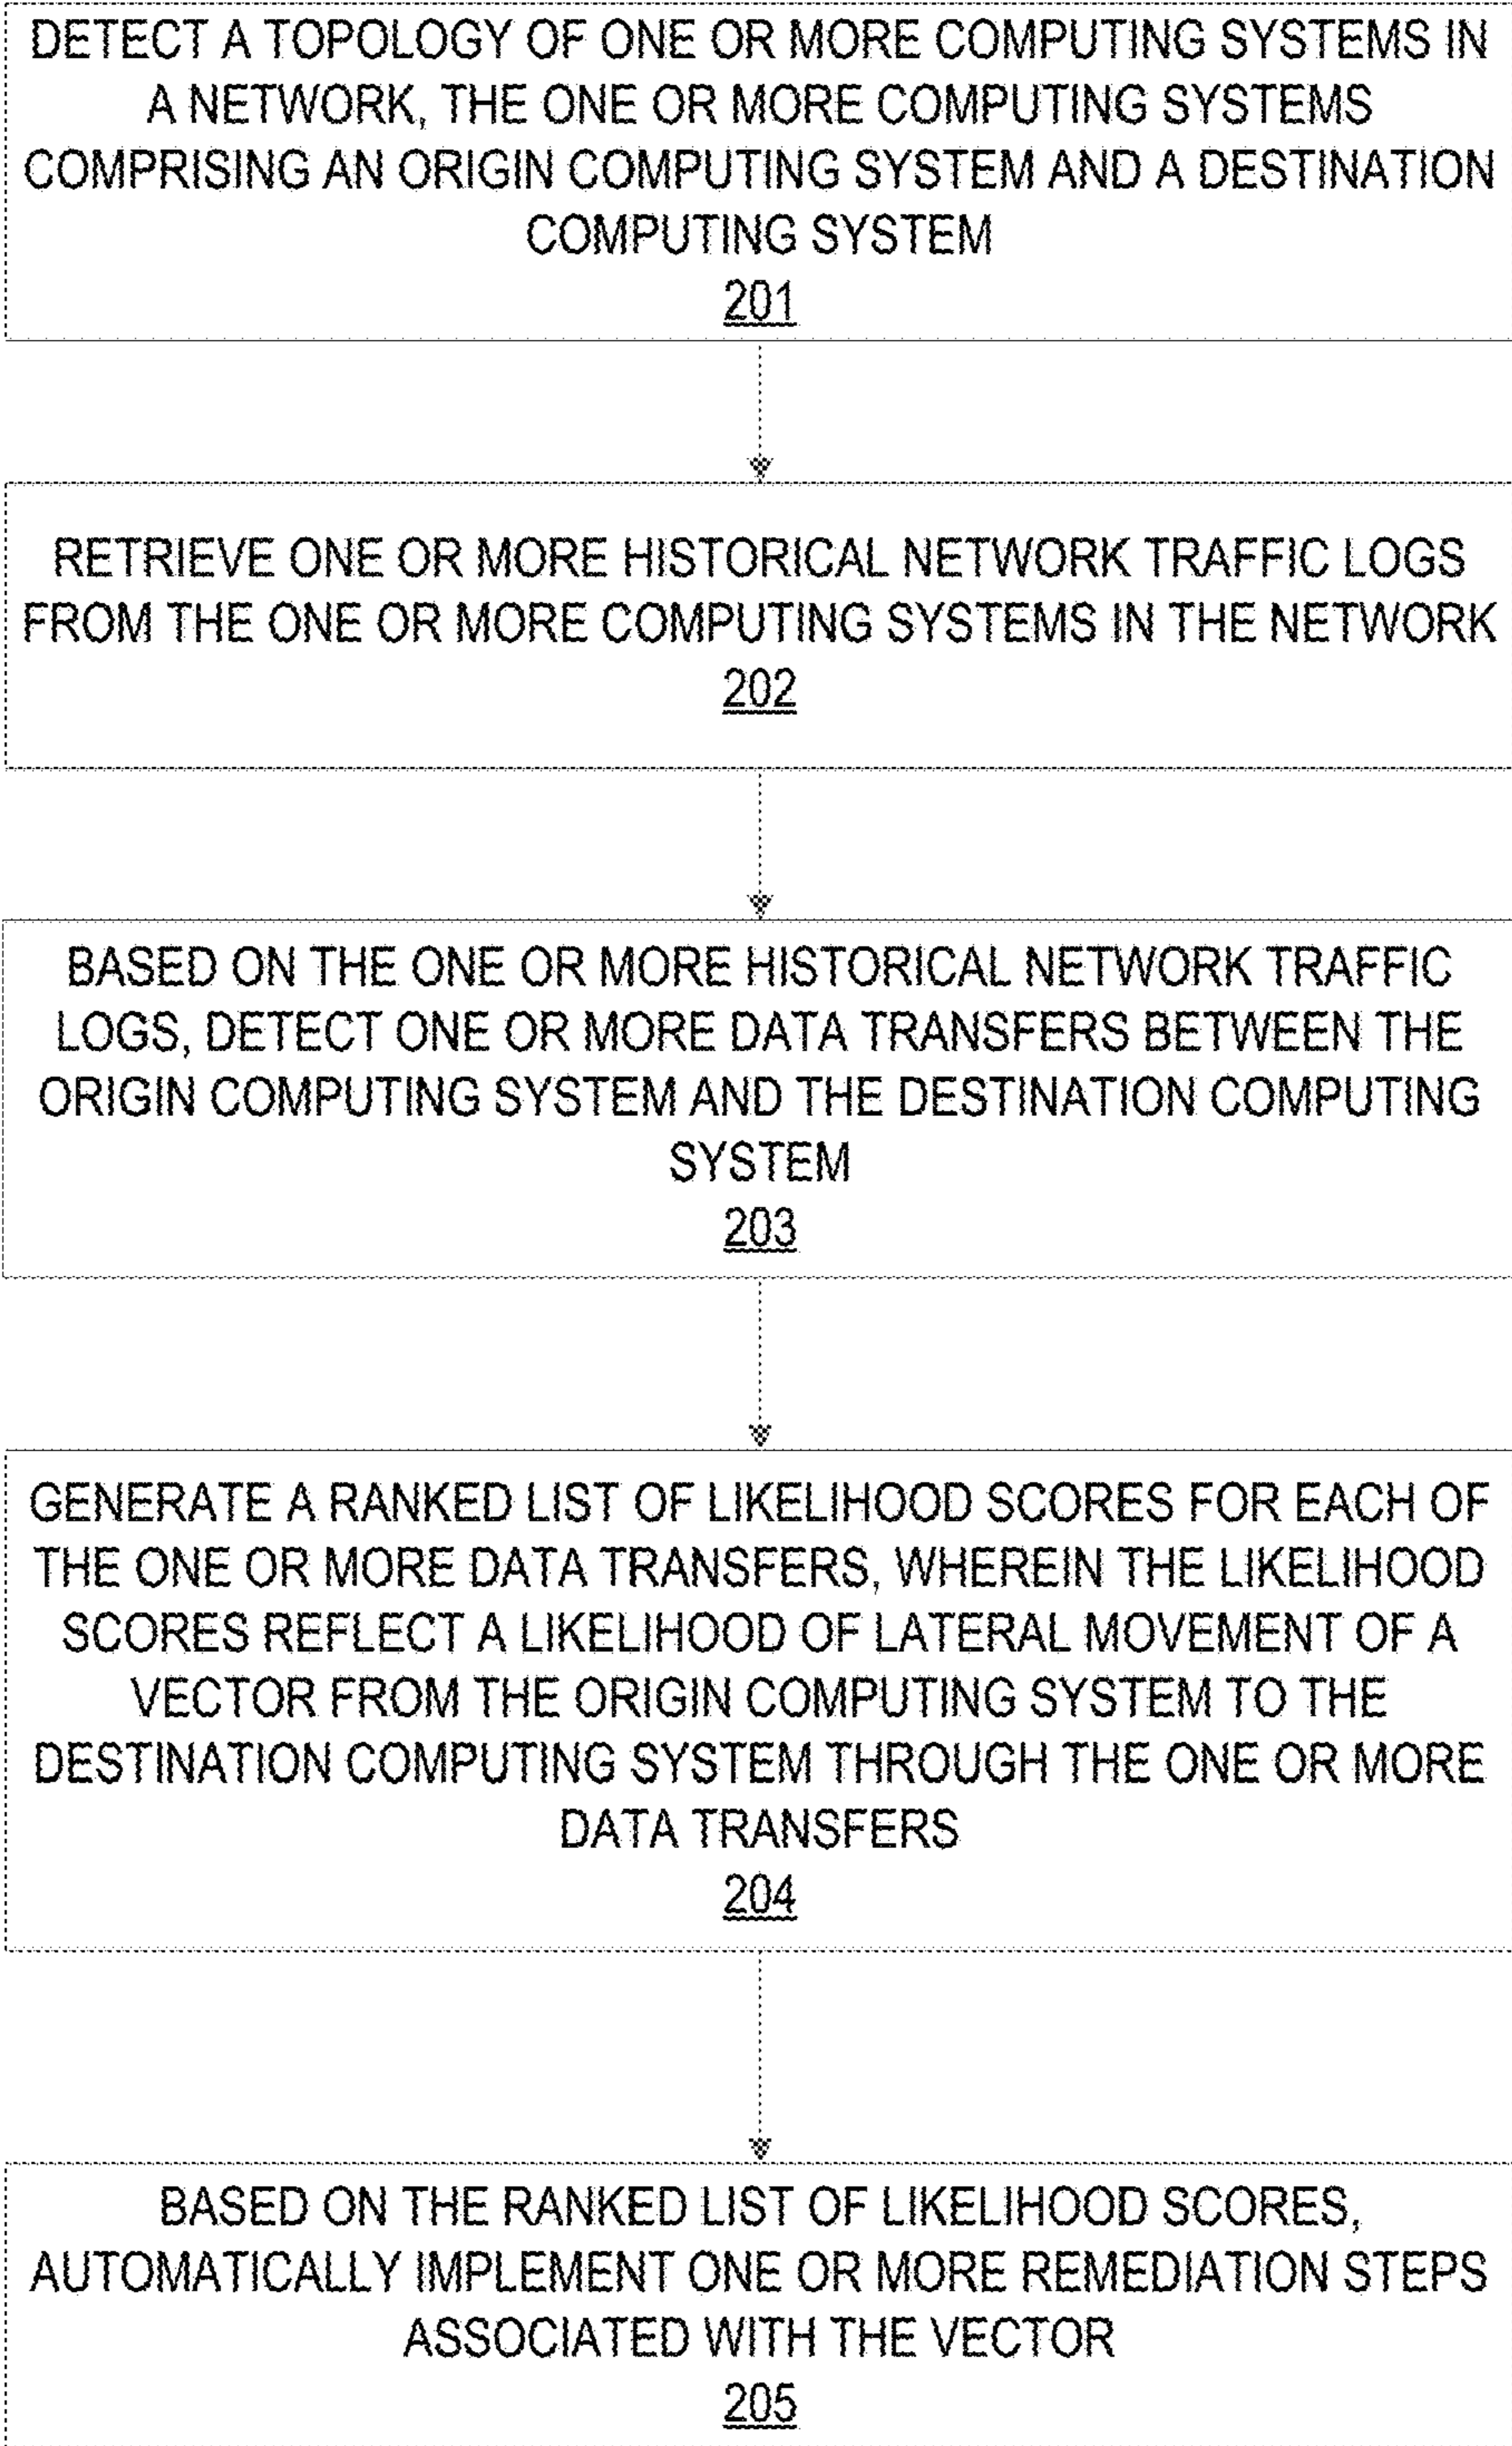 DETECT A TOPOLOGY OF ONE OR MORE COMPUTING SYSTEMS IN
A NETWORK, THE ONE OR MORE COMPUTING SYSTEMS
COMPRISING AN ORIGIN COMPUTING SYSTEM AND A DESTINATION
COMPUTING SYSTEM
201
RETRIEVE ONE OR MORE HISTORICAL NETWORK TRAFFIC LOGS
FROM THE ONE OR MORE COMPUTING SYSTEMS IN THE NETWORK
202
BASED ON THE ONE OR MORE HISTORICAL NETWORK TRAFFIC
LOGS, DETECT ONE OR MORE DATA TRANSFERS BETWEEN THE
ORIGIN COMPUTING SYSTEM AND THE DESTINATION COMPUTING
SYSTEM
203
GENERATE A RANKED LIST OF LIKELIHOOD SCORES FOR EACH OF
THE ONE OR MORE DATA TRANSFERS, WHEREIN THE LIKELIHOOD
SCORES REFLECT A LIKELIHOOD OF LATERAL MOVEMENT OF A
VECTOR FROM THE ORIGIN COMPUTING SYSTEM TO THE
DESTINATION COMPUTING SYSTEM THROUGH THE ONE OR MORE
DATA TRANSFERS
204
BASED ON THE RANKED LIST OF LIKELIHOOD SCORES,
AUTOMATICALLY IMPLEMENT ONE OR MORE REMEDIATION STEPS
ASSOCIATED WITH THE VECTOR
205